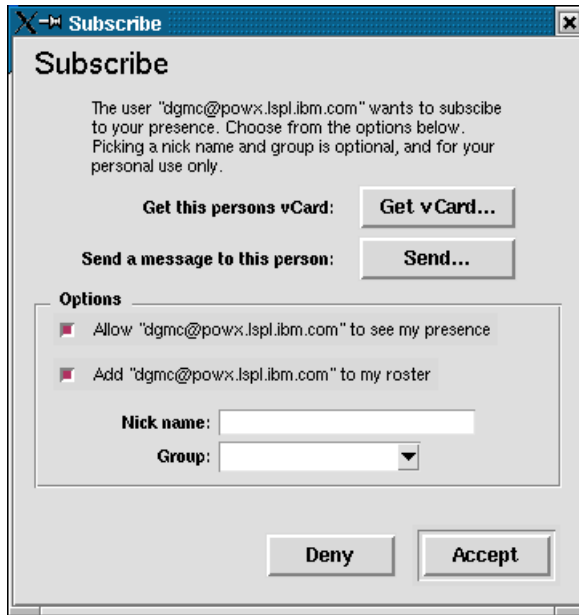 Subscribe
Subscribe
The user "dgmc@powx.lspl.ibm.com" wants to subscibe
to your presence. Choose from the options below.
Picking a nick name and group is optional, and for your
personal use only.
Get this persons vCard: Get vCard...
Send a message to this person: Send...
Options
Allow "dgmc@powx.lspl.ibm.com" to see my presence
Add "dgmc@powx.lspl.ibm.com" to my roster
Nick name:
Group:
Deny Accept